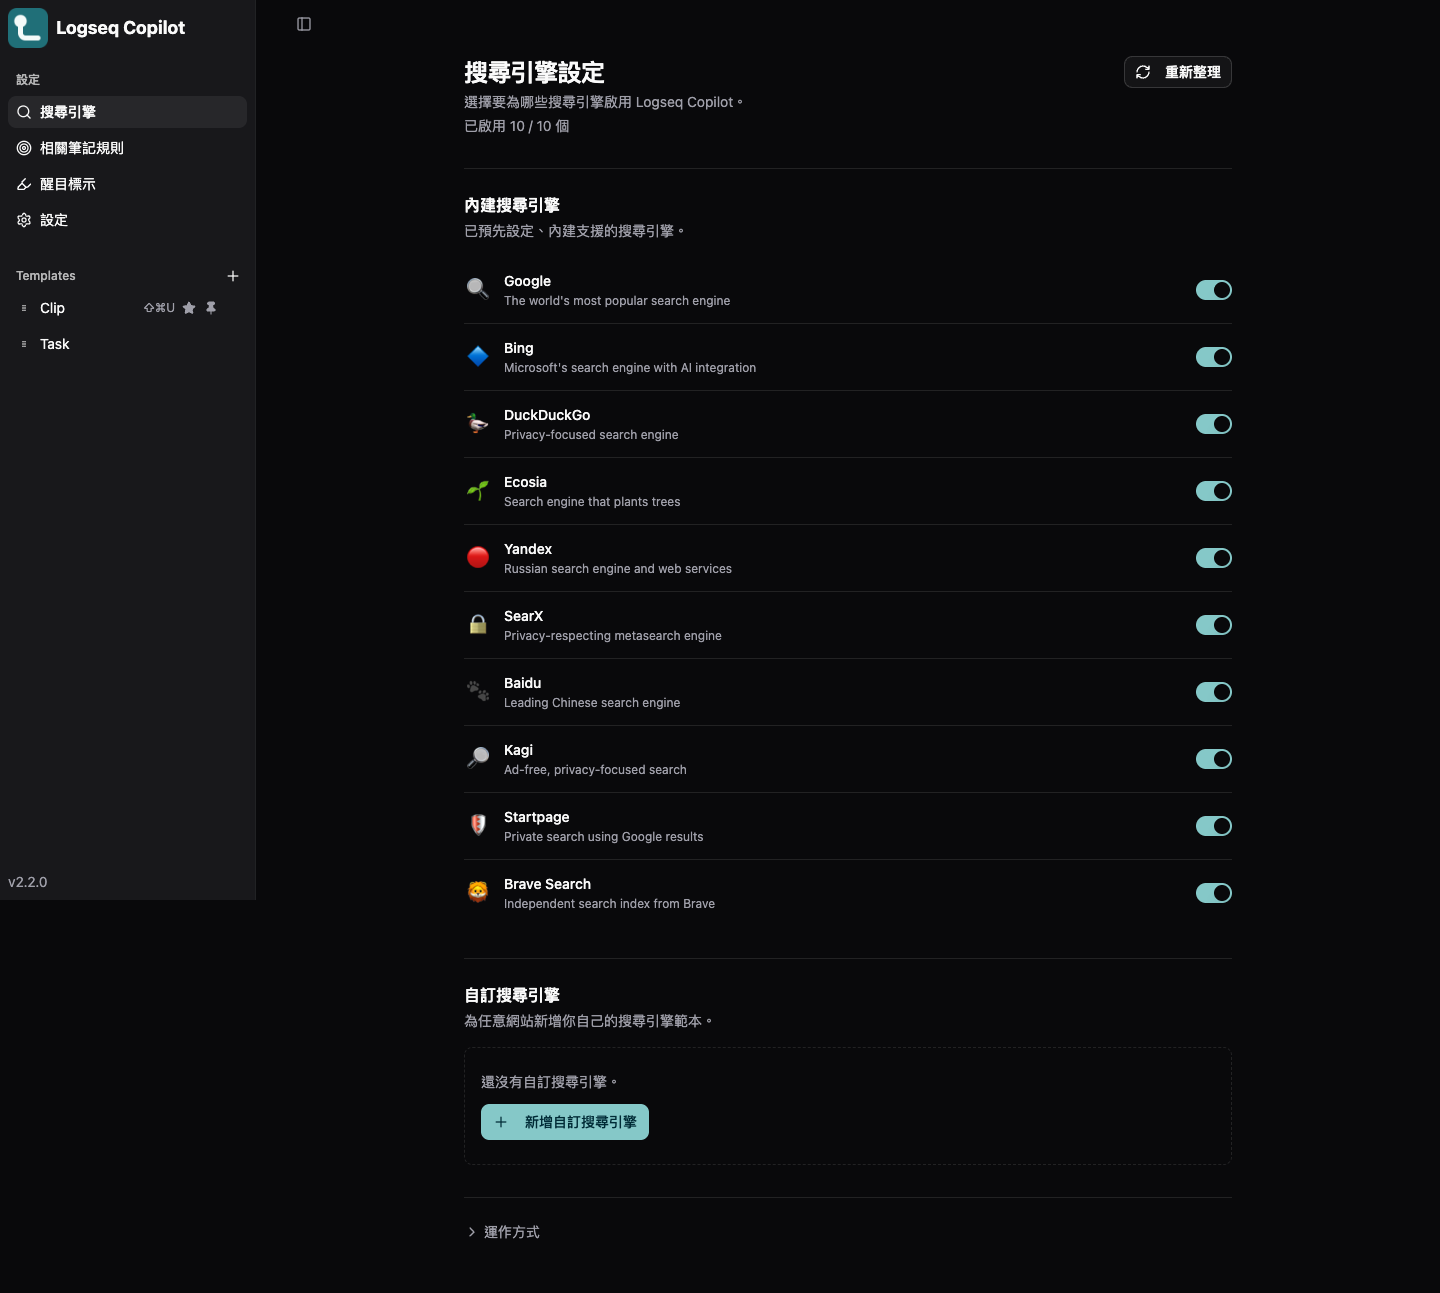 Logseq Copilot
設定
搜尋引擎
相關筆記規則
醒目標示
設定
Templates
Clip ⇧⌘U
Task
v2.2.0
搜尋引擎設定
重新整理
選擇要為哪些搜尋引擎啟用 Logseq Copilot。
已啟用 10 / 10 個
內建搜尋引擎
已預先設定、內建支援的搜尋引擎。
Google
The world's most popular search engine
Bing
Microsoft's search engine with AI integration
DuckDuckGo
Privacy-focused search engine
Ecosia
Search engine that plants trees
Yandex
Russian search engine and web services
SearX
Privacy-respecting metasearch engine
Baidu
Leading Chinese search engine
Kagi
Ad-free, privacy-focused search
Startpage
Private search using Google results
Brave Search
Independent search index from Brave
自訂搜尋引擎
為任意網站新增你自己的搜尋引擎範本。
還沒有自訂搜尋引擎。
新增自訂搜尋引擎
運作方式